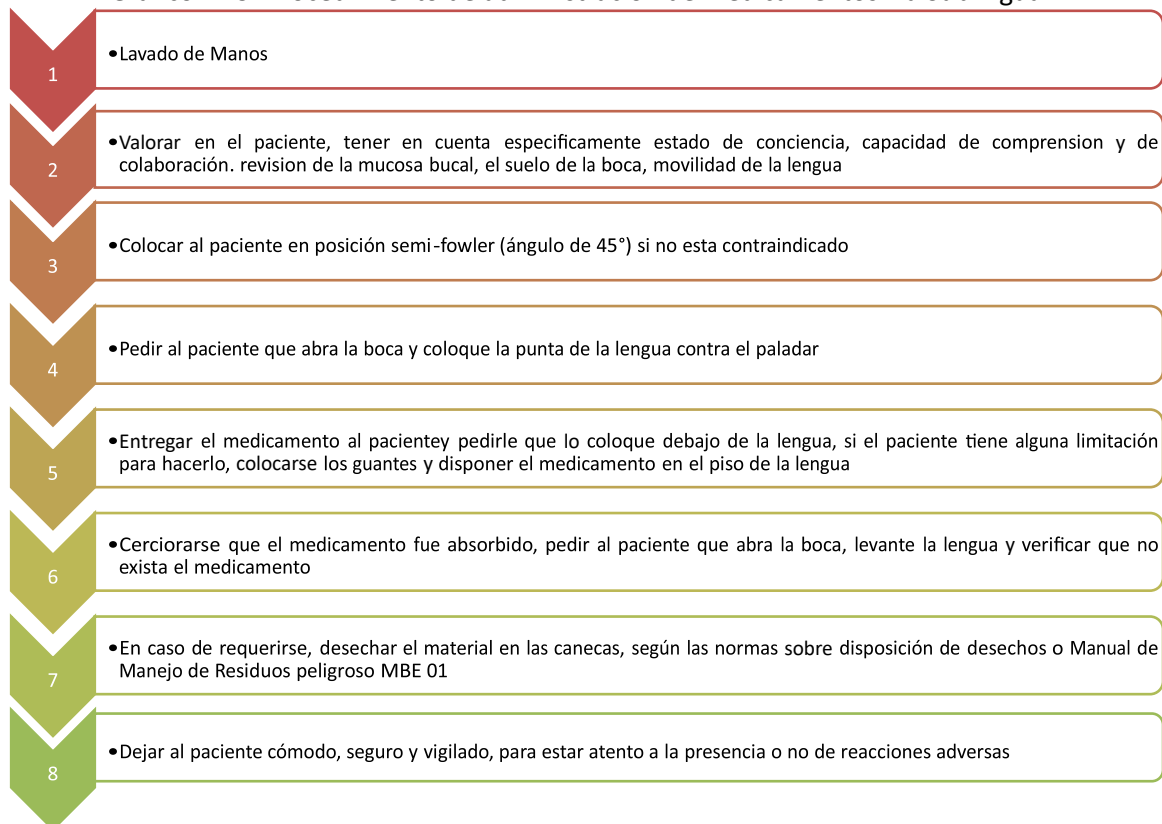 1
•Lavado de Manos
2
•Valorar en el paciente, tener en cuenta especificamente estado de conciencia, capacidad de comprension y de
colaboración. revision de la mucosa bucal, el suelo de la boca, movilidad de la lengua
3
•Colocar al paciente en posición semi-fowler (ángulo de 45°) si no esta contraindicado
4
•Pedir al paciente que abra la boca y coloque la punta de la lengua contra el paladar
5
•Entregar el medicamento al pacientey pedirle que lo coloque debajo de la lengua, si el paciente tiene alguna limitación
para hacerlo, colocarse los guantes y disponer el medicamento en el piso de la lengua
6
•Cerciorarse que el medicamento fue absorbido, pedir al paciente que abra la boca, levante la lengua y verificar que no
exista el medicamento
7
•En caso de requerirse, desechar el material en las canecas, según las normas sobre disposición de desechos o Manual de
Manejo de Residuos peligroso MBE 01
8
•Dejar al paciente cómodo, seguro y vigilado, para estar atento a la presencia o no de reacciones adversas